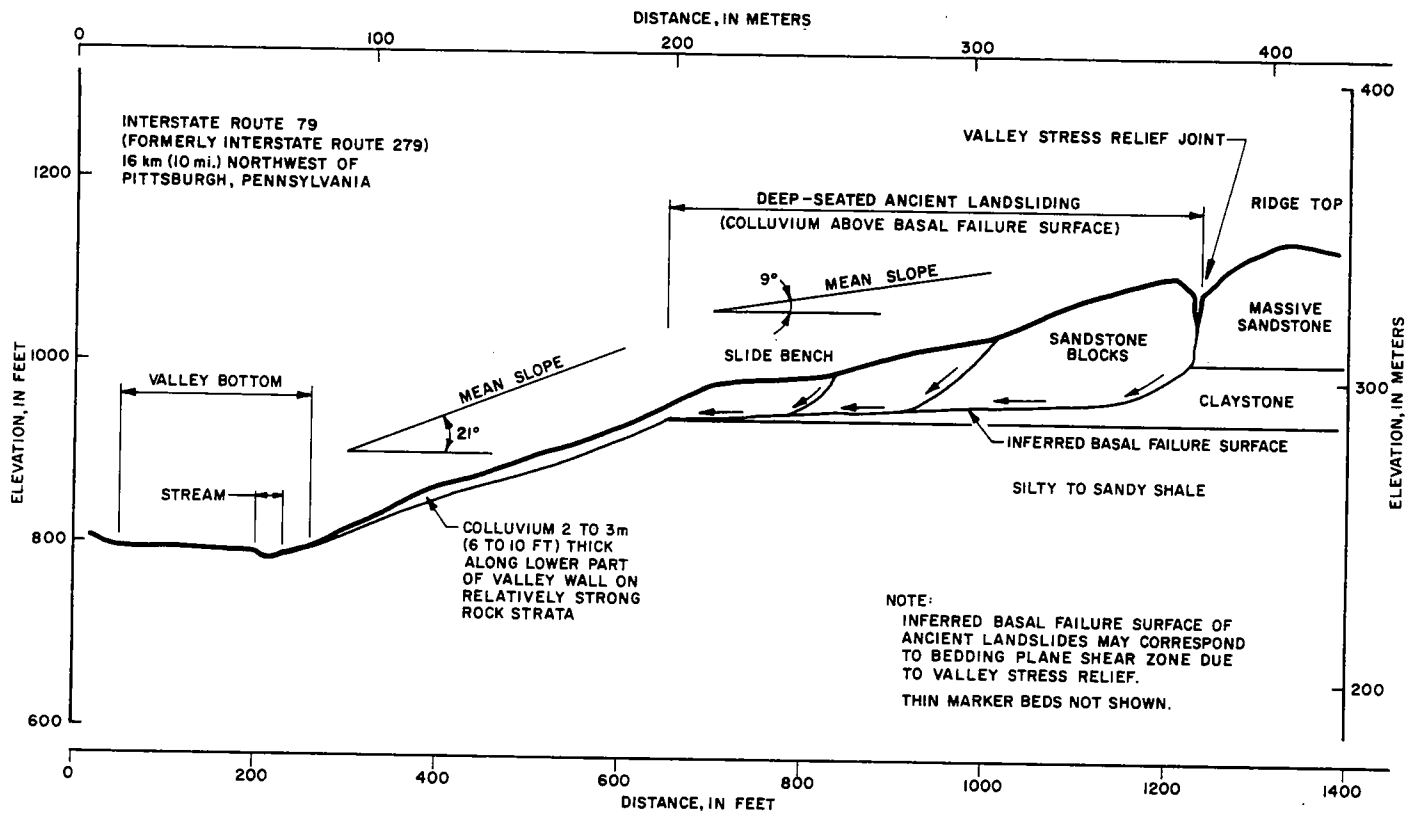 DISTANCE, IN METERS
0 100 200 300 400
INTERSTATE ROUTE 79
(FORMERLY INTERSTATE ROUTE 279)
16 km (10 mi.) NORTHWEST OF
PITTSBURGH, PENNSYLVANIA
VALLEY STRESS RELIEF JOINT
DEEP-SEATED ANCIENT LANDSLIDING
(COLLUVIUM ABOVE BASAL FAILURE SURFACE)
RIDGE TOP
9°
MEAN SLOPE
MASSIVE
SANDSTONE
SANDSTONE
BLOCKS
SLIDE BENCH
VALLEY BOTTOM
MEAN SLOPE
21°
CLAYSTONE
INFERRED BASAL FAILURE SURFACE
STREAM
SILTY TO SANDY SHALE
COLLUVIUM 2 TO 3m
(6 TO 10 FT) THICK
ALONG LOWER PART
OF VALLEY WALL ON
RELATIVELY STRONG
ROCK STRATA
NOTE:
INFERRED BASAL FAILURE SURFACE OF
ANCIENT LANDSLIDES MAY CORRESPOND
TO BEDDING PLANE SHEAR ZONE DUE
TO VALLEY STRESS RELIEF.
THIN MARKER BEDS NOT SHOWN.
ELEVATION, IN FEET
1200
1000
800
600
ELEVATION, IN METERS
400
300
200
0 200 400 600 800 1000 1200 1400
DISTANCE, IN FEET